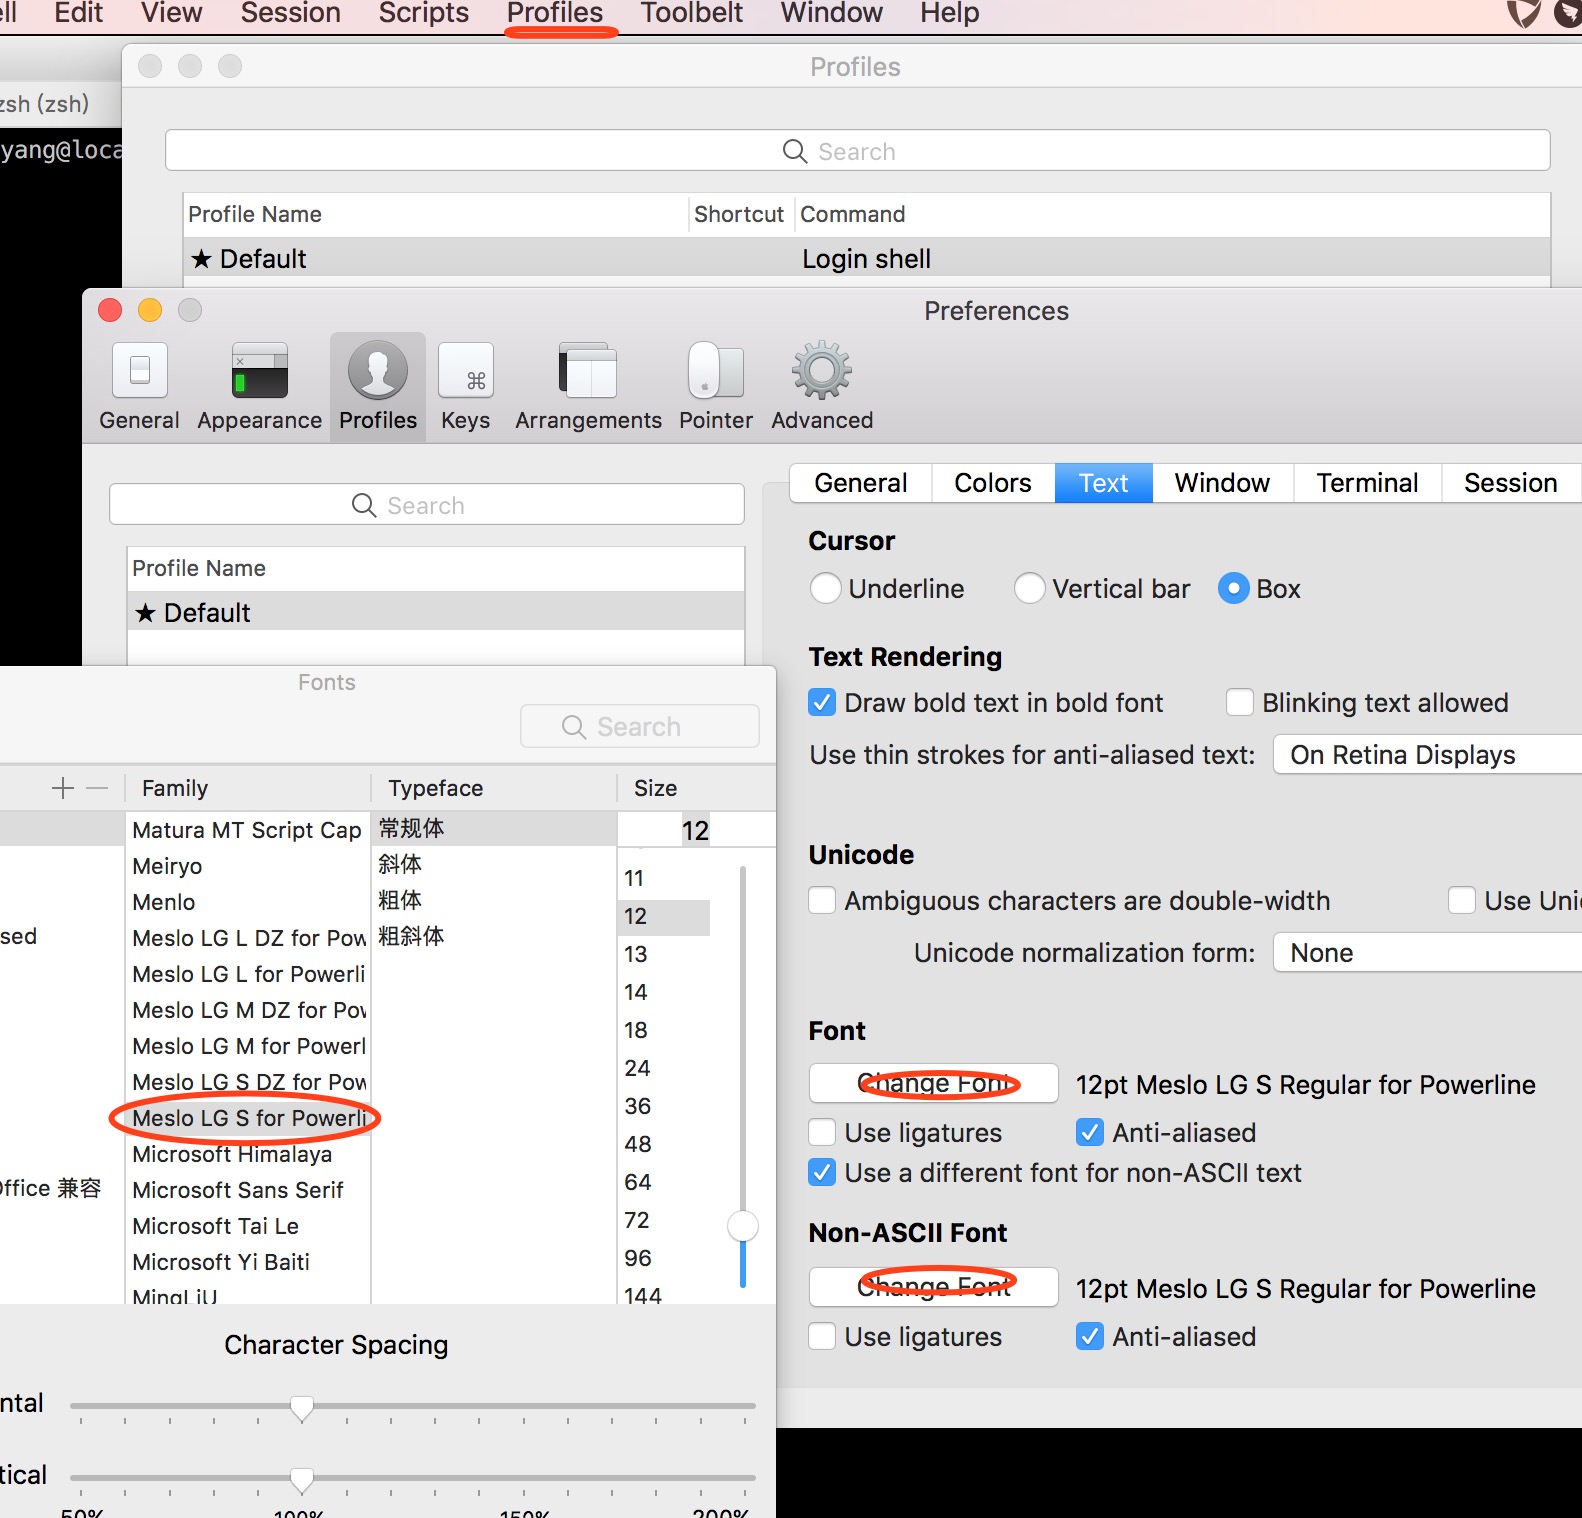 ell Edit View Session Scripts Profiles Toolbelt Window Help
Profiles
zsh (zsh)
yang@loca
Search
Profile Name Shortcut Command
★ Default Login shell
Preferences
General Appearance Profiles Keys Arrangements Pointer Advanced
General Colors Text Window Terminal Session
Search
Profile Name
★ Default
Cursor
Underline Vertical bar Box
Text Rendering
Draw bold text in bold font Blinking text allowed
Use thin strokes for anti-aliased text: On Retina Displays
Unicode
Ambiguous characters are double-width Use Uni
Unicode normalization form: None
Font
Change Font 12pt Meslo LG S Regular for Powerline
Use ligatures Anti-aliased
Use a different font for non-ASCII text
Non-ASCII Font
Change Font 12pt Meslo LG S Regular for Powerline
Use ligatures Anti-aliased
Fonts
Search
Family Typeface Size
sed
Office 兼容
Matura MT Script Cap
Meiryo
Menlo
Meslo LG L DZ for Pow
Meslo LG L for Powerli
Meslo LG M DZ for Pow
Meslo LG M for Powerl
Meslo LG S DZ for Pow
Meslo LG S for Powerli
Microsoft Himalaya
Microsoft Sans Serif
Microsoft Tai Le
Microsoft Yi Baiti
MingLiU
常规体
斜体
粗体
粗斜体
12
11
12
13
14
18
24
36
48
64
72
96
144
Character Spacing
ntal
tical
50% 100% 150% 200%